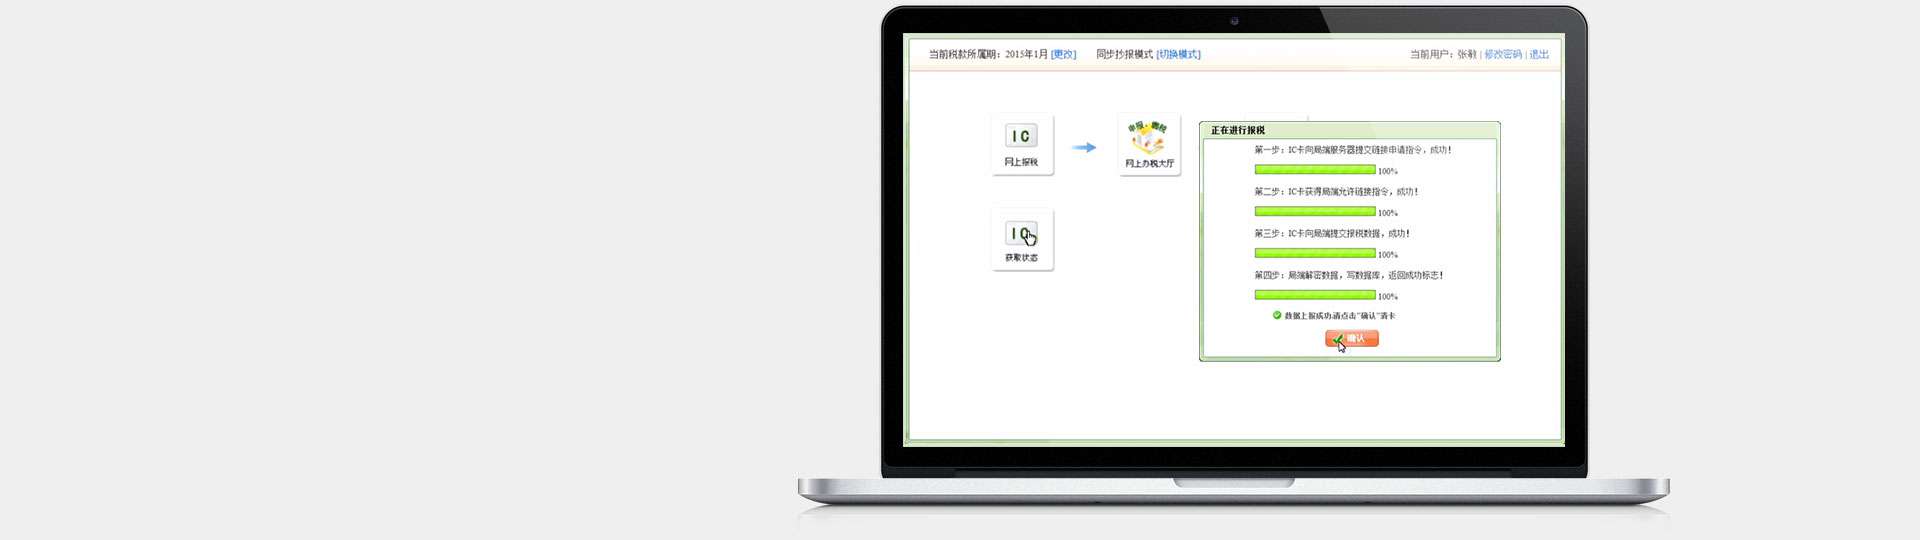 当前税款所属期：2015年1月 [更改] 同步抄报模式 [切换模式] 当前用户：张敏 | 修改密码 | 退出
IC
网上报税
申报 缴税
网上办税大厅
IC
获取状态
正在进行报税
第一步：IC卡向局端服务器提交链接申请指令，成功！
100%
第二步：IC卡获得局端允许链接指令，成功！
100%
第三步：IC卡向局端提交报税数据，成功！
100%
第四步：局端解密数据，写数据库，返回成功标志！
100%
数据上报成功,请点击"确认"清卡
确认